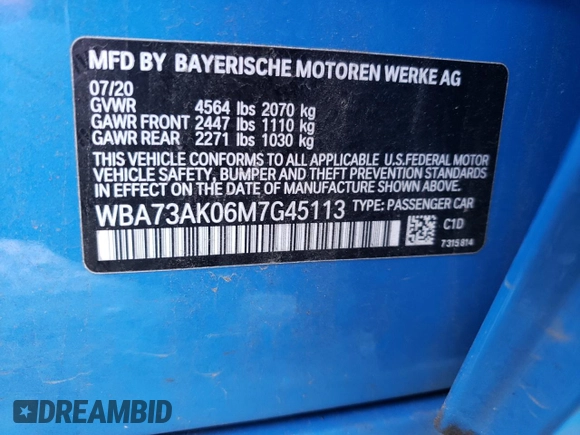 MFD BY BAYERISCHE MOTOREN WERKE AG
07/20
GVWR 4564 lbs 2070 kg
GAWR FRONT 2447 lbs 1110 kg
GAWR REAR 2271 lbs 1030 kg
THIS VEHICLE CONFORMS TO ALL APPLICABLE U.S.FEDERAL MOTOR
VEHICLE SAFETY, BUMPER AND THEFT PREVENTION STANDARDS IN
EFFECT ON THE DATE OF MANUFACTURE SHOWN ABOVE.
WBA73AK06M7G45113 TYPE: PASSENGER CAR
C1D
7315814
DREAMBID